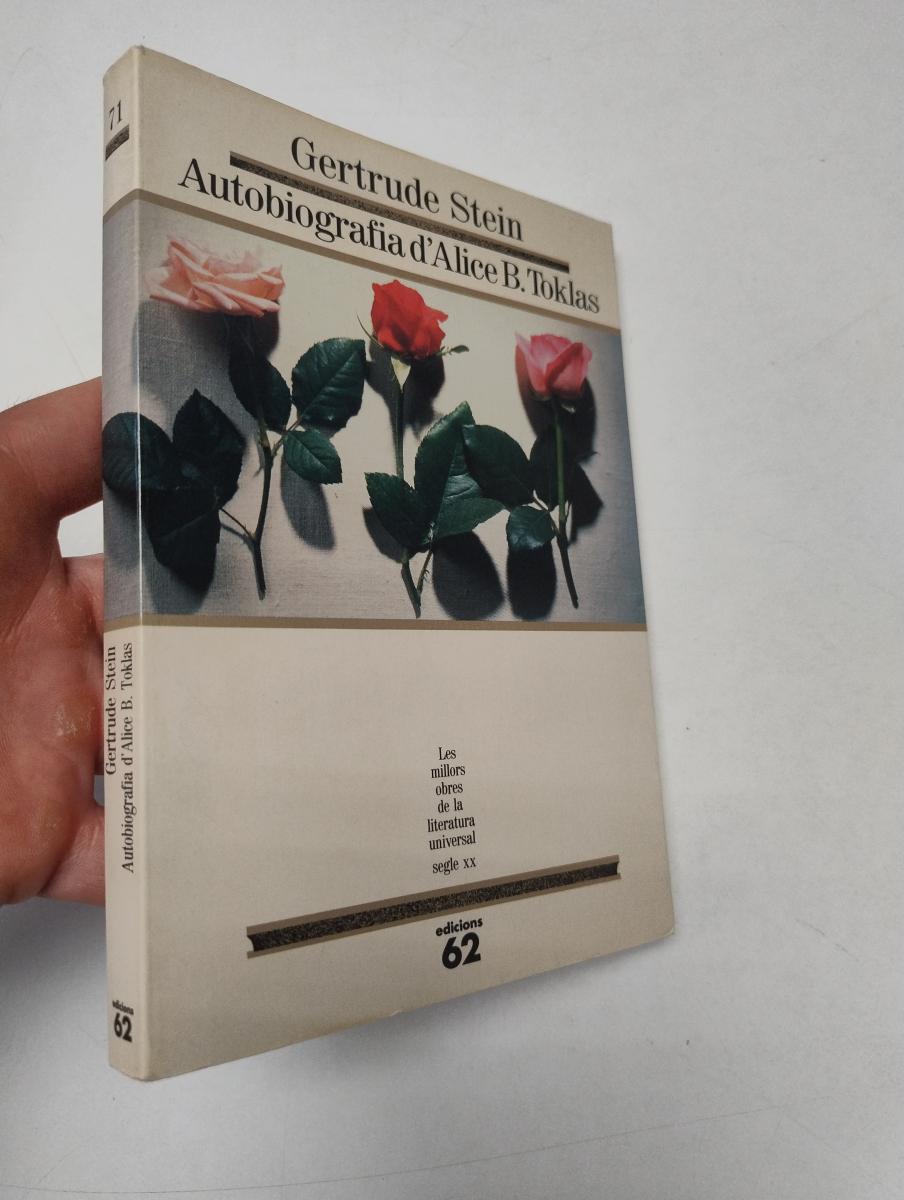 71
Gertrude Stein
Autobiografia d'Alice B. Toklas
Les
millors
obres
de la
literatura
universal
segle xx
edicions
62
Gertrude Stein
Autobiografia d'Alice B. Toklas
edicions
62